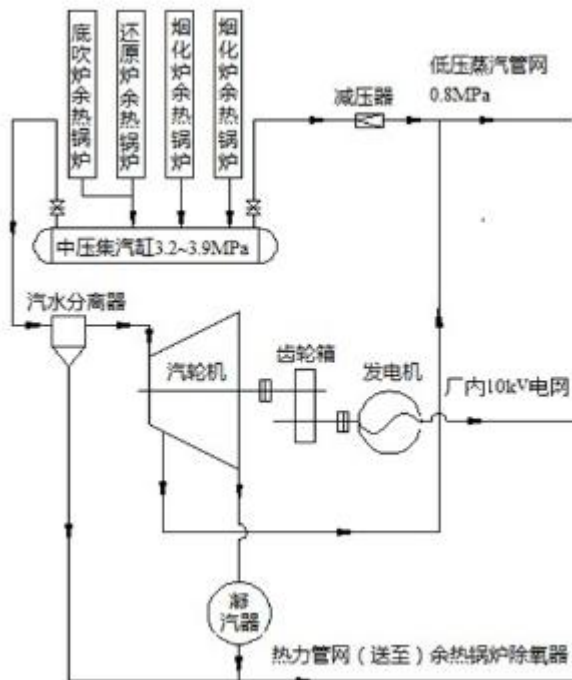 底吹炉余热锅炉
还原炉余热锅炉
烟化炉余热锅炉
烟化炉余热锅炉
减压器
低压蒸汽管网
0.8MPa
中压集汽缸3.2~3.9MPa
汽水分离器
汽轮机
齿轮箱
发电机
厂内10kV电网
凝
汽器
热力管网（送至）余热锅炉除氧器